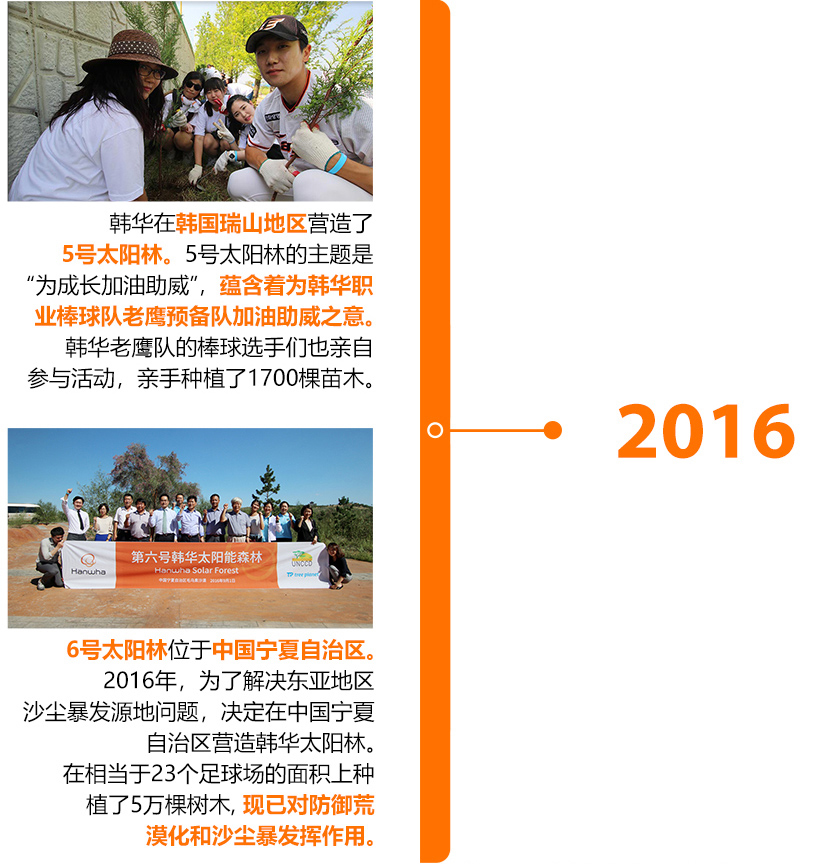 韩华在韩国瑞山地区营造了
5号太阳林。5号太阳林的主题是
“为成长加油助威”，蕴含着为韩华职
业棒球队老鹰预备队加油助威之意。
韩华老鹰队的棒球选手们也亲自
参与活动，亲手种植了1700棵苗木。
2016
第六号韩华太阳能森林
Hanwha Solar Forest
Hanwha
UNCCD
tree planet
6号太阳林位于中国宁夏自治区。
2016年，为了解决东亚地区
沙尘暴发源地问题，决定在中国宁夏
自治区营造韩华太阳林。
在相当于23个足球场的面积上种
植了5万棵树木, 现已对防御荒
漠化和沙尘暴发挥作用。